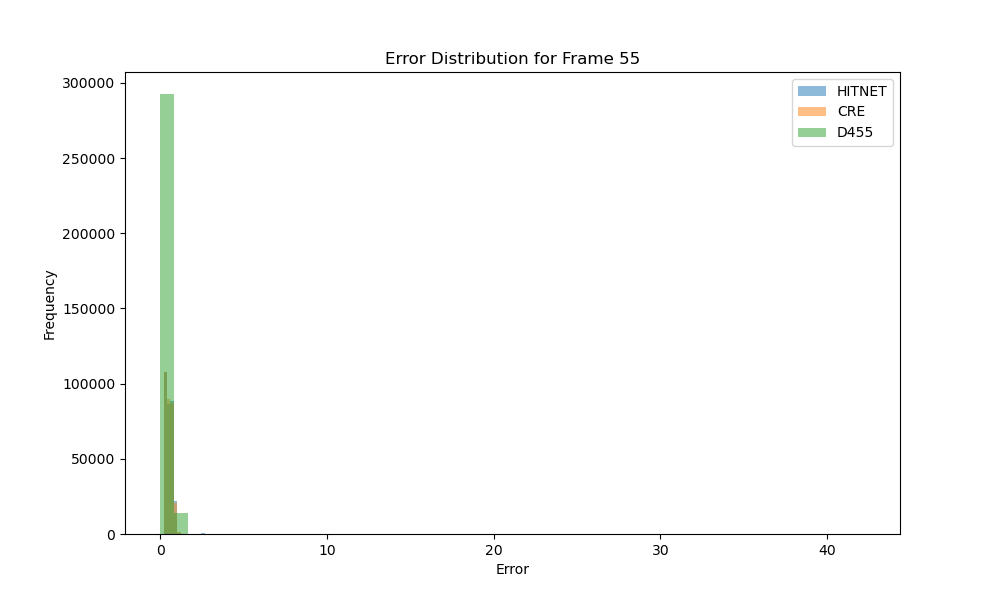 Error Distribution for Frame 55
HITNET
CRE
D455
300000
250000
200000
150000
100000
50000
0
Frequency
0 10 20 30 40
Error